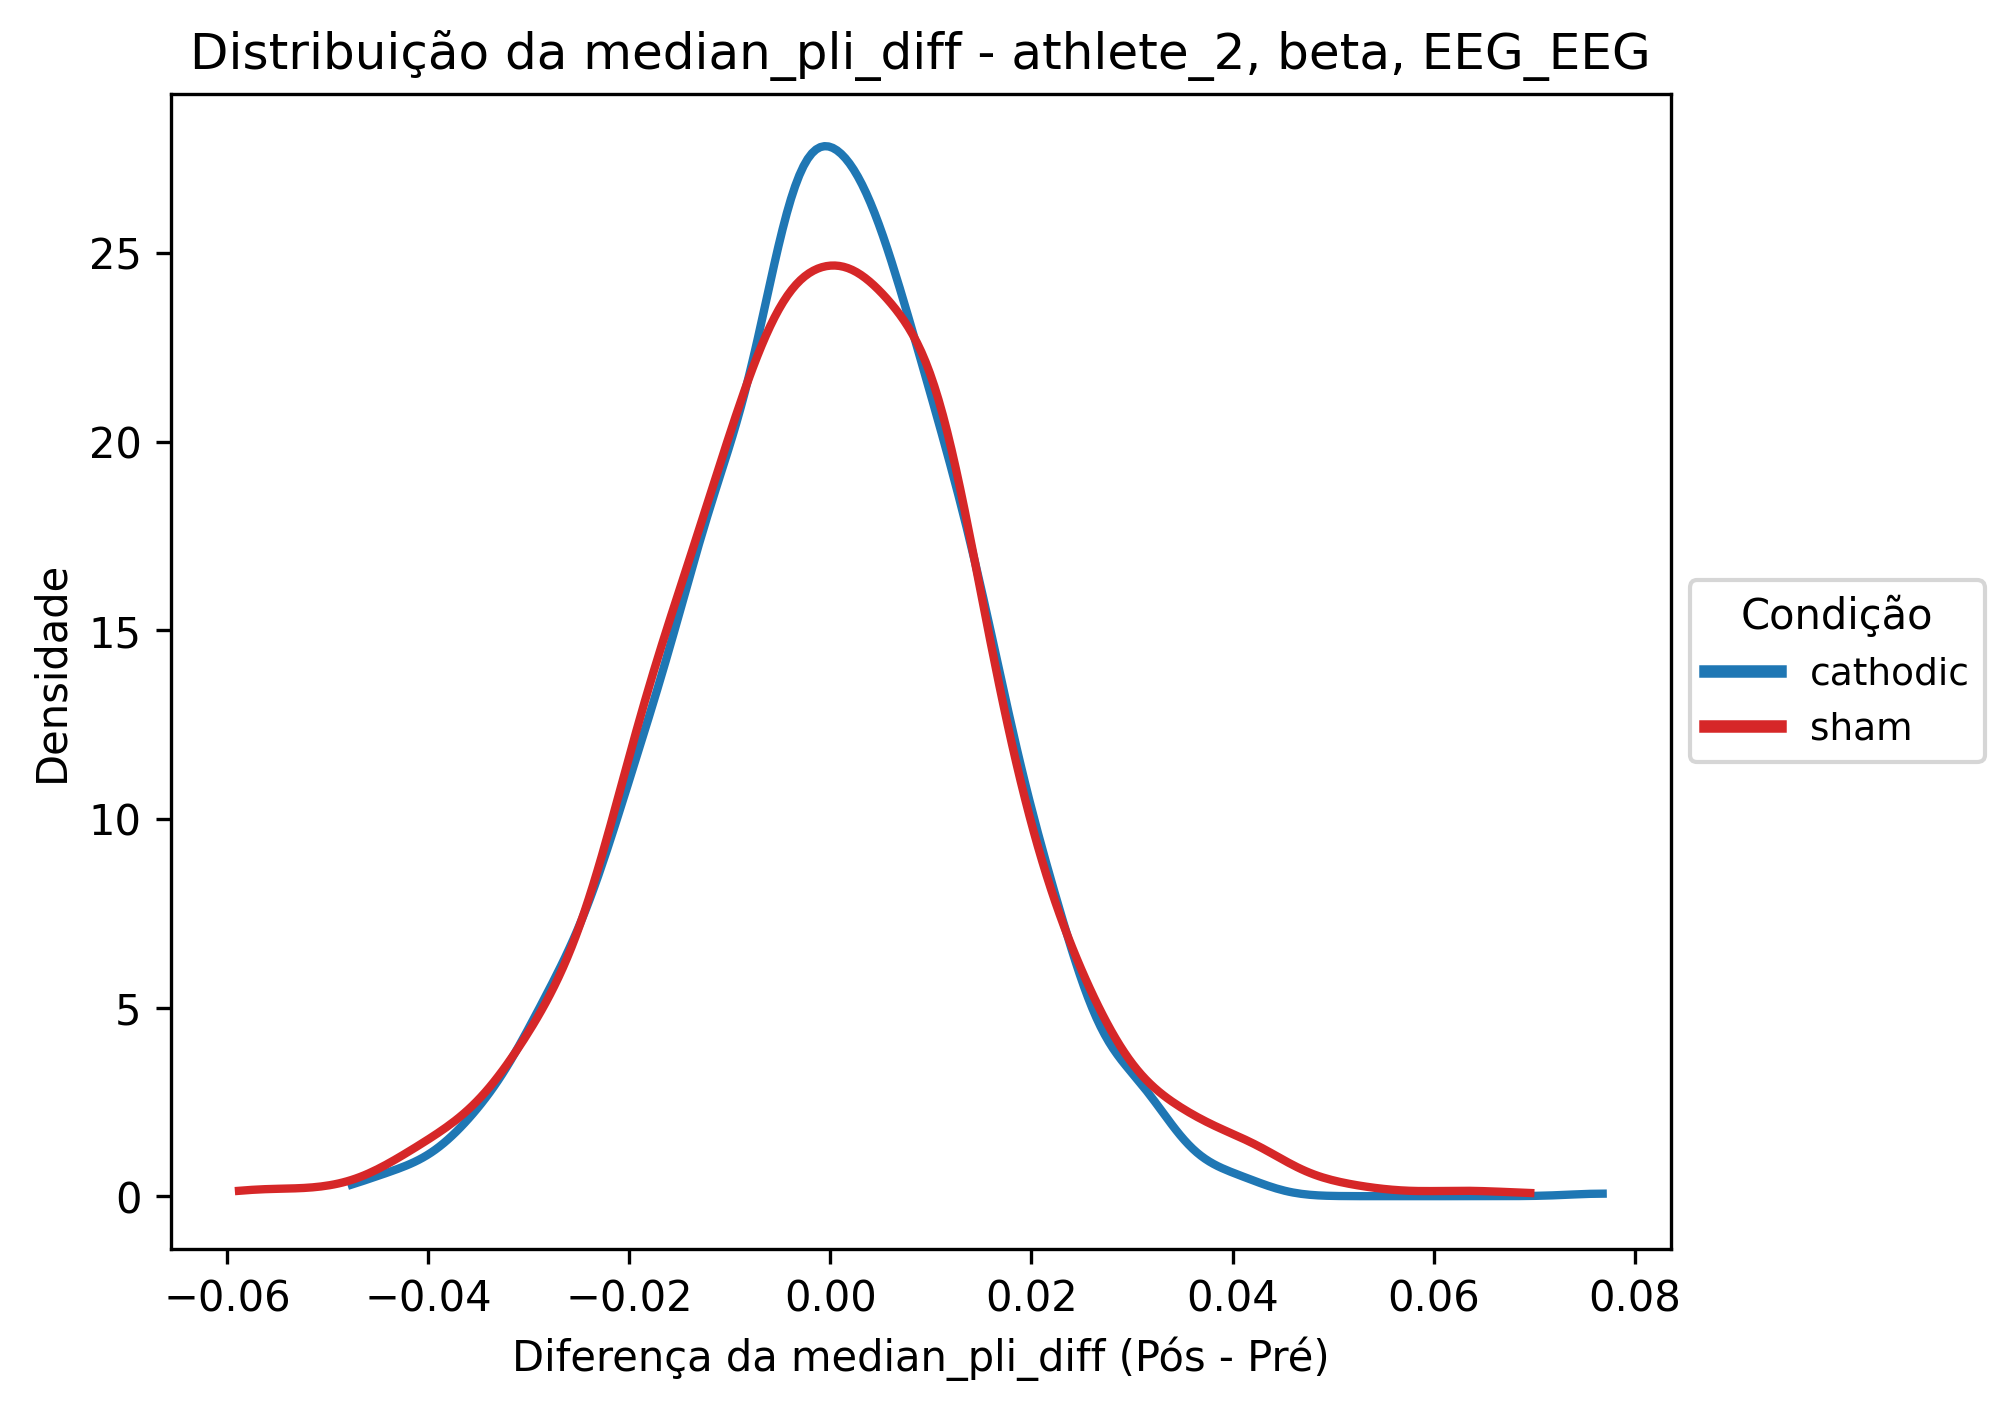 Distribuição da median_pli_diff - athlete_2, beta, EEG_EEG
Densidade
25
20
15
10
5
0
−0.06 −0.04 −0.02 0.00 0.02 0.04 0.06 0.08
Diferença da median_pli_diff (Pós - Pré)
Condição
cathodic
sham